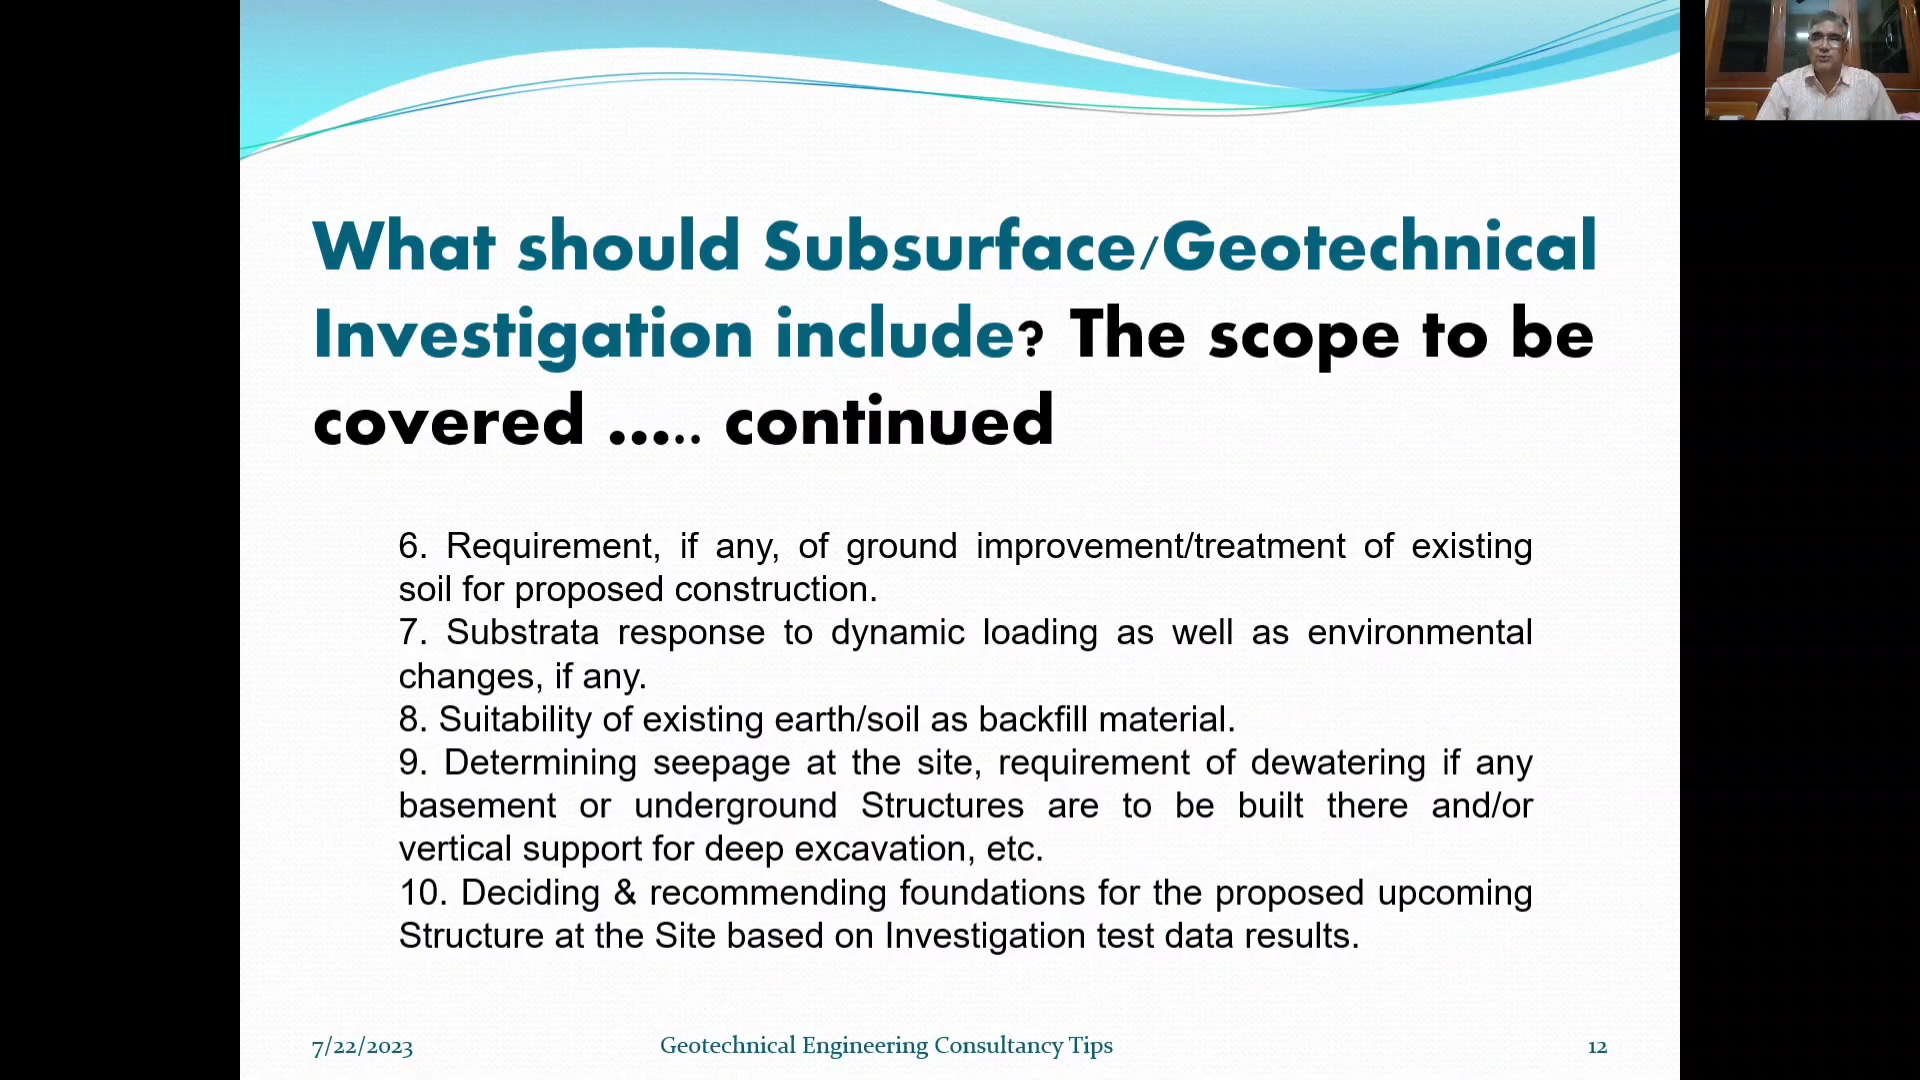 What should Subsurface/Geotechnical
Investigation include? The scope to be
covered ..... continued
6. Requirement, if any, of ground improvement/treatment of existing
soil for proposed construction.
7. Substrata response to dynamic loading as well as environmental
changes, if any.
8. Suitability of existing earth/soil as backfill material.
9. Determining seepage at the site, requirement of dewatering if any
basement or underground Structures are to be built there and/or
vertical support for deep excavation, etc.
10. Deciding & recommending foundations for the proposed upcoming
Structure at the Site based on Investigation test data results.
7/22/2023
Geotechnical Engineering Consultancy Tips
12